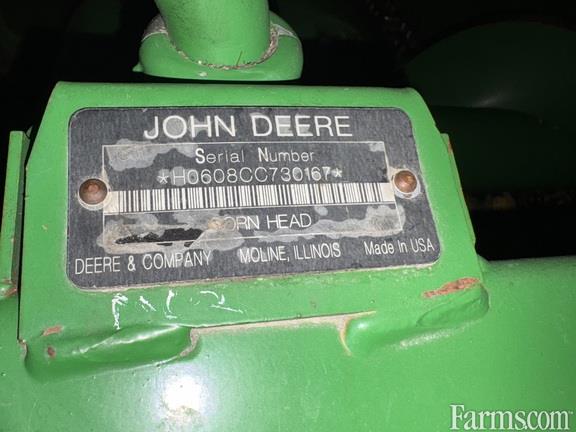 JOHN DEERE
Serial Number
*H0608CC730167*
CORN HEAD
DEERE & COMPANY MOLINE, ILLINOIS Made in USA
Farms.com